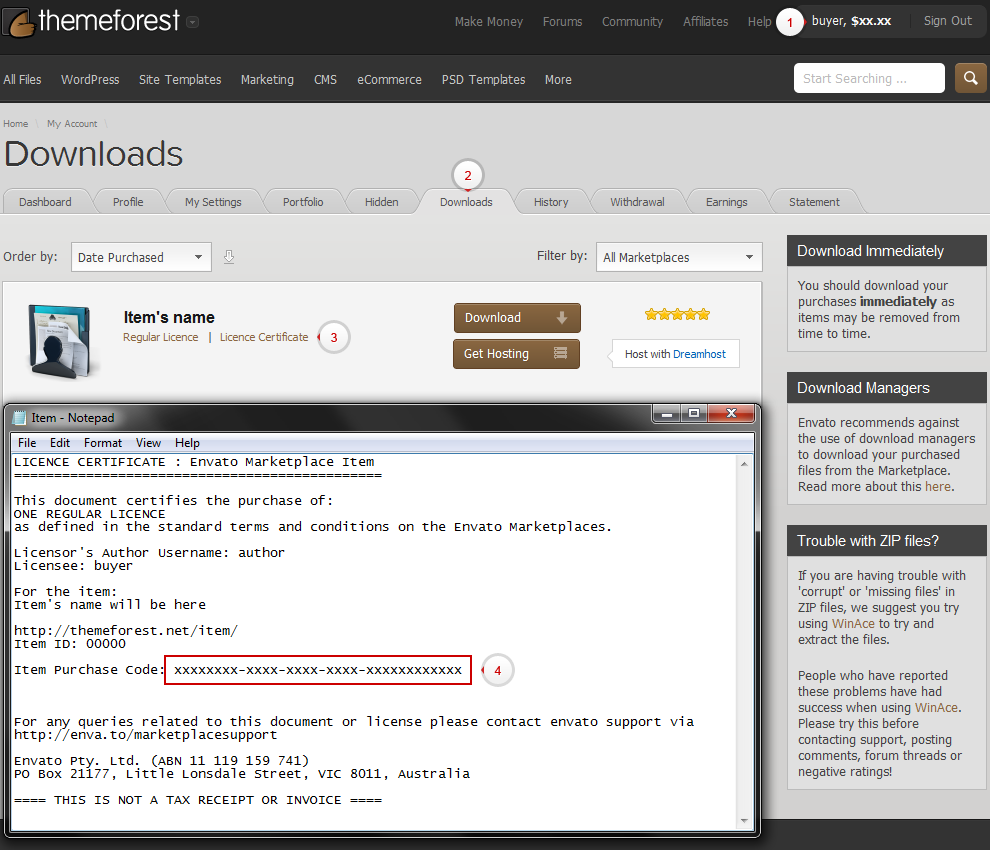 themeforest
Make Money Forums Community Affiliates Help 1 buyer, $xx.xx Sign Out
All Files WordPress Site Templates Marketing CMS eCommerce PSD Templates More Start Searching ...
Home \ My Account \
Downloads
2
Dashboard Profile My Settings Portfolio Hidden Downloads History Withdrawal Earnings Statement
Order by: Date Purchased Filter by: All Marketplaces
Item's name
Regular Licence | Licence Certificate 3
Download
Get Hosting
Host with Dreamhost
Download Immediately
You should download your
purchases immediately as
items may be removed from
time to time.
Download Managers
Envato recommends against
the use of download managers
to download your purchased
files from the Marketplace.
Read more about this here.
Trouble with ZIP files?
If you are having trouble with
'corrupt' or 'missing files' in
ZIP files, we suggest you try
using WinAce to try and
extract the files.
People who have reported
these problems have had
success when using WinAce.
Please try this before
contacting support, posting
comments, forum threads or
negative ratings!
Item - Notepad
File Edit Format View Help
LICENCE CERTIFICATE : Envato Marketplace Item
==============================================
This document certifies the purchase of:
ONE REGULAR LICENCE
as defined in the standard terms and conditions on the Envato Marketplaces.
Licensor's Author Username: author
Licensee: buyer
For the item:
Item's name will be here
http://themeforest.net/item/
Item ID: 00000
Item Purchase Code: xxxxxxxx-xxxx-xxxx-xxxx-xxxxxxxxxxxx 4
For any queries related to this document or license please contact envato support via
http://enva.to/marketplacesupport
Envato Pty. Ltd. (ABN 11 119 159 741)
PO Box 21177, Little Lonsdale Street, VIC 8011, Australia
==== THIS IS NOT A TAX RECEIPT OR INVOICE ====